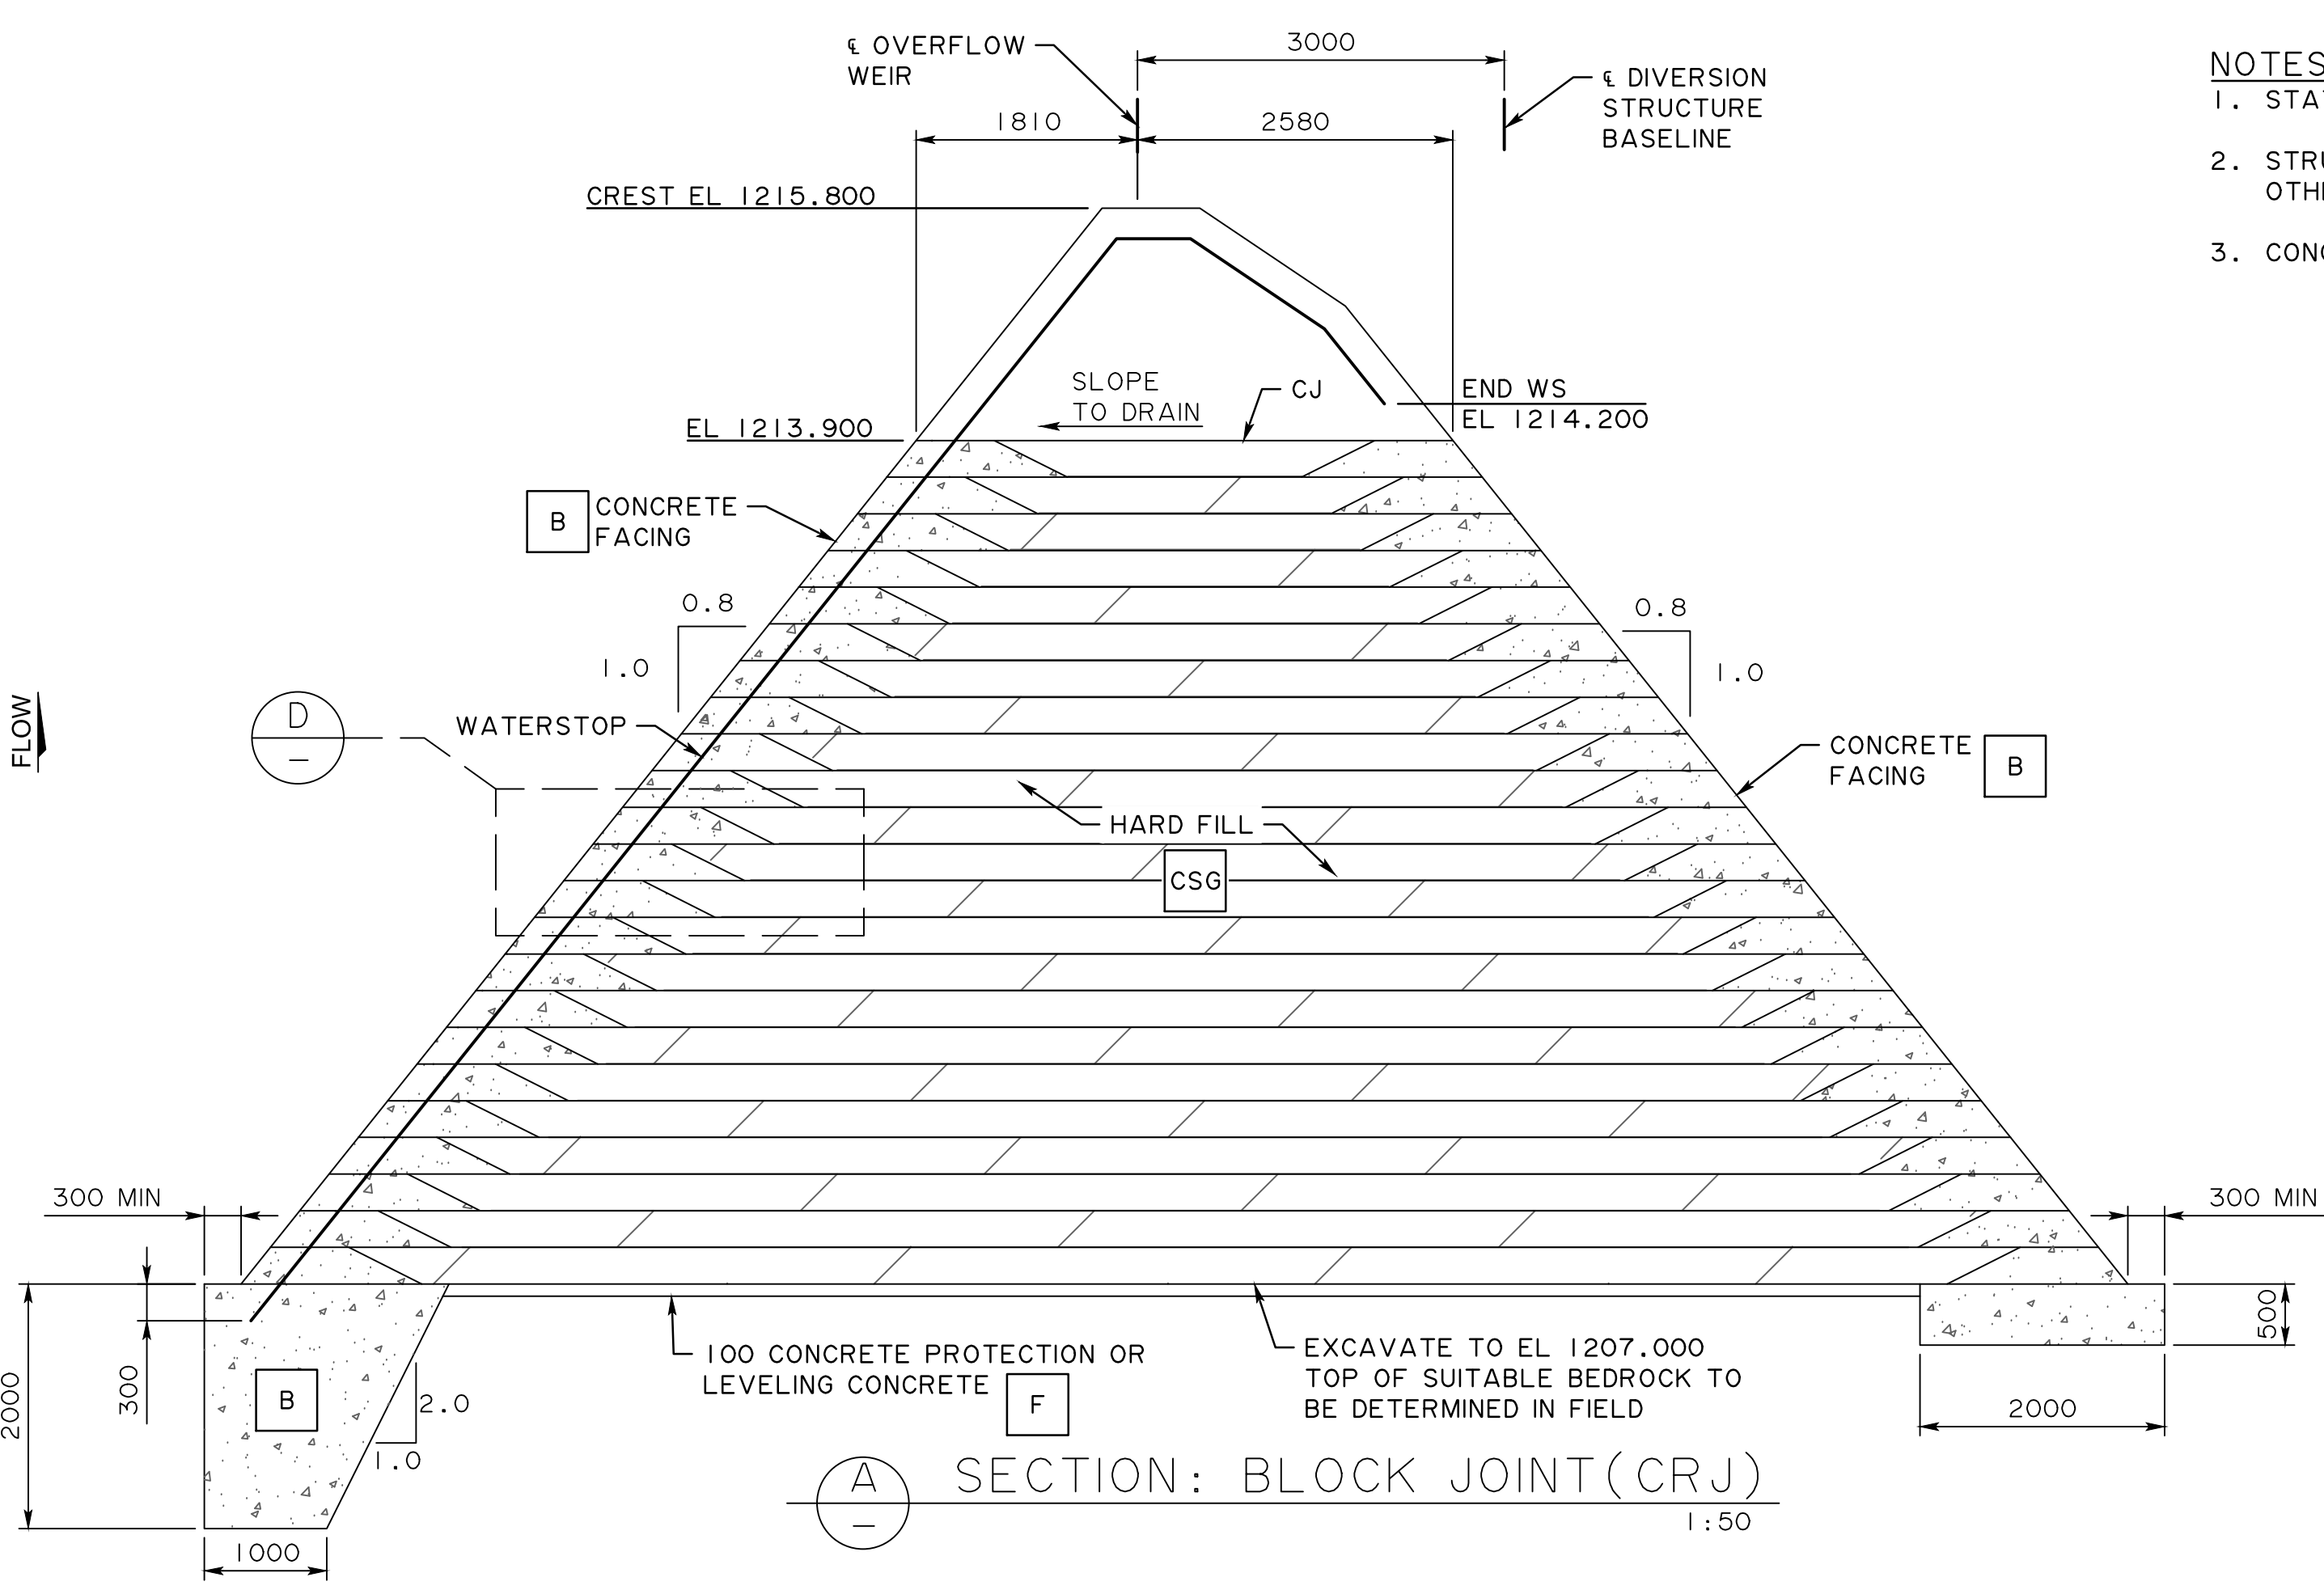 ℄ OVERFLOW
WEIR
3000
℄ DIVERSION
STRUCTURE
BASELINE
1810
2580
NOTES
1. STA
2. STRU
OTH
3. CON
CREST EL 1215.800
SLOPE
TO DRAIN
CJ
END WS
EL 1214.200
EL 1213.900
B
CONCRETE
FACING
0.8
1.0
0.8
1.0
FLOW
D
–
WATERSTOP
CONCRETE
FACING
B
HARD FILL
CSG
300 MIN
300 MIN
2000
300
B
2.0
1.0
1000
100 CONCRETE PROTECTION OR
LEVELING CONCRETE
F
EXCAVATE TO EL 1207.000
TOP OF SUITABLE BEDROCK TO
BE DETERMINED IN FIELD
500
2000
A
–
SECTION: BLOCK JOINT(CRJ)
1:50